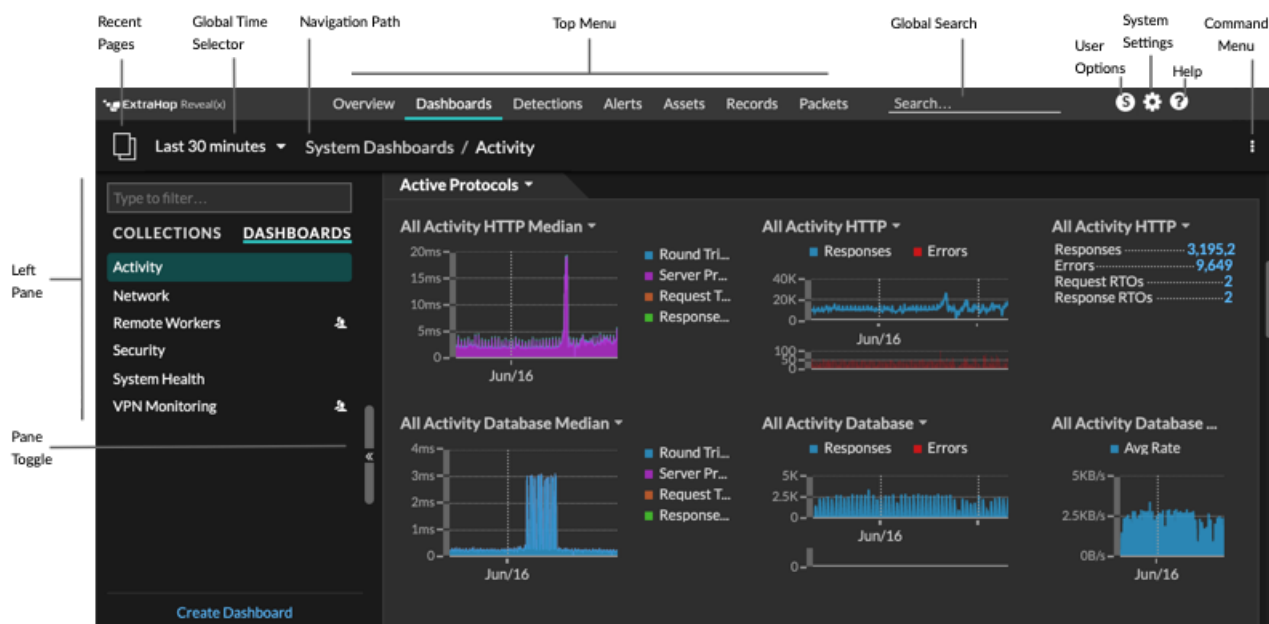 Recent Pages
Global Time Selector
Navigation Path
Top Menu
Global Search
User Options
System Settings
Help
Command Menu
ExtraHop Reveal(x)
Overview Dashboards Detections Alerts Assets Records Packets
Search...
S
?
Last 30 minutes
System Dashboards / Activity
Left Pane
Pane Toggle
Type to filter...
COLLECTIONS DASHBOARDS
Activity
Network
Remote Workers
Security
System Health
VPN Monitoring
«
Create Dashboard
Active Protocols
All Activity HTTP Median
20ms
15ms
10ms
5ms
0
Jun/16
Round Tri...
Server Pr...
Request T...
Response...
All Activity HTTP
Responses Errors
40K
20K
0
Jun/16
100
50
0
All Activity HTTP
Responses 3,195,2
Errors 9,649
Request RTOs 2
Response RTOs 2
All Activity Database Median
4ms
3ms
2ms
1ms
0
Jun/16
Round Tri...
Server Pr...
Request T...
Response...
All Activity Database
Responses Errors
5K
2.5K
0
Jun/16
0
All Activity Database ...
Avg Rate
5KB/s
2.5KB/s
0B/s
Jun/16